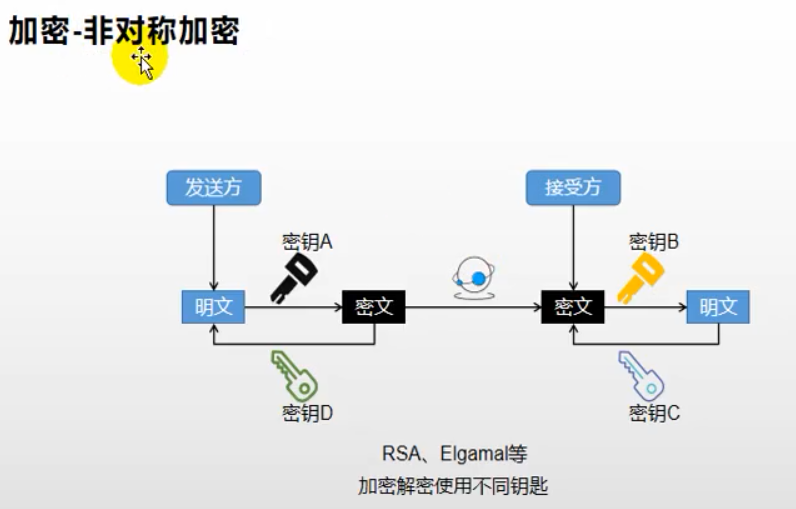 加密-非对称加密
发送方
接受方
密钥A
密钥B
明文
密文
密文
明文
密钥D
密钥C
RSA、Elgamal等
加密解密使用不同钥匙